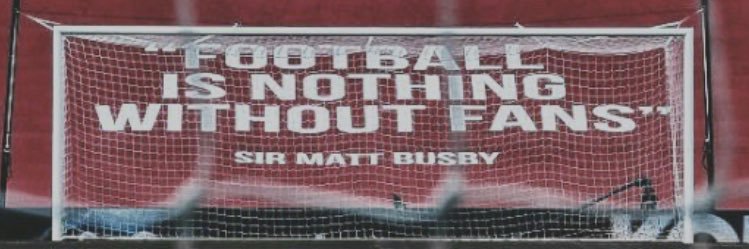 “FOOTBALL
IS NOTHING
WITHOUT FANS”
SIR MATT BUSBY